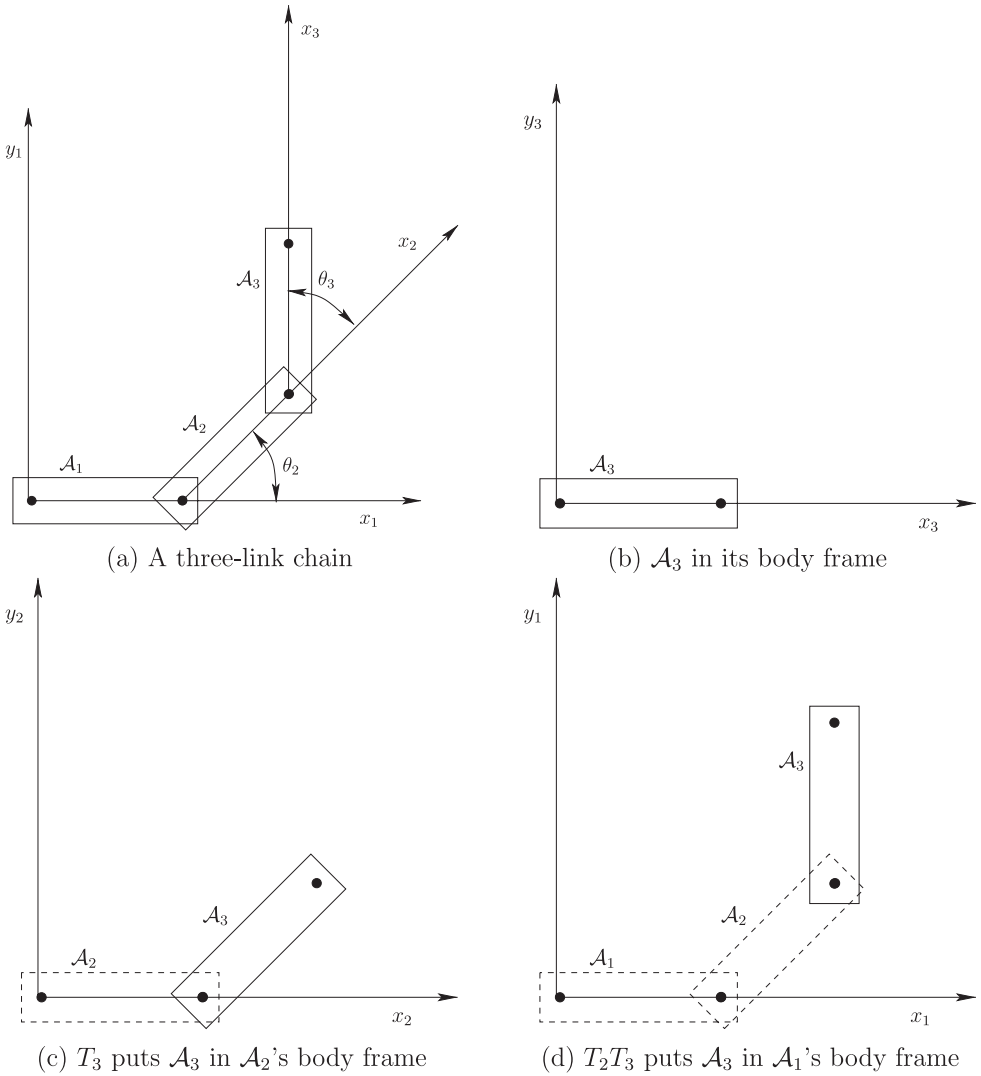 x₃
y₁
x₂
𝒜₃
θ₃
𝒜₂
θ₂
𝒜₁
x₁
(a) A three-link chain
y₃
𝒜₃
x₃
(b) 𝒜₃ in its body frame
y₂
𝒜₃
𝒜₂
x₂
(c) T₃ puts 𝒜₃ in 𝒜₂'s body frame
y₁
𝒜₃
𝒜₂
𝒜₁
x₁
(d) T₂T₃ puts 𝒜₃ in 𝒜₁'s body frame